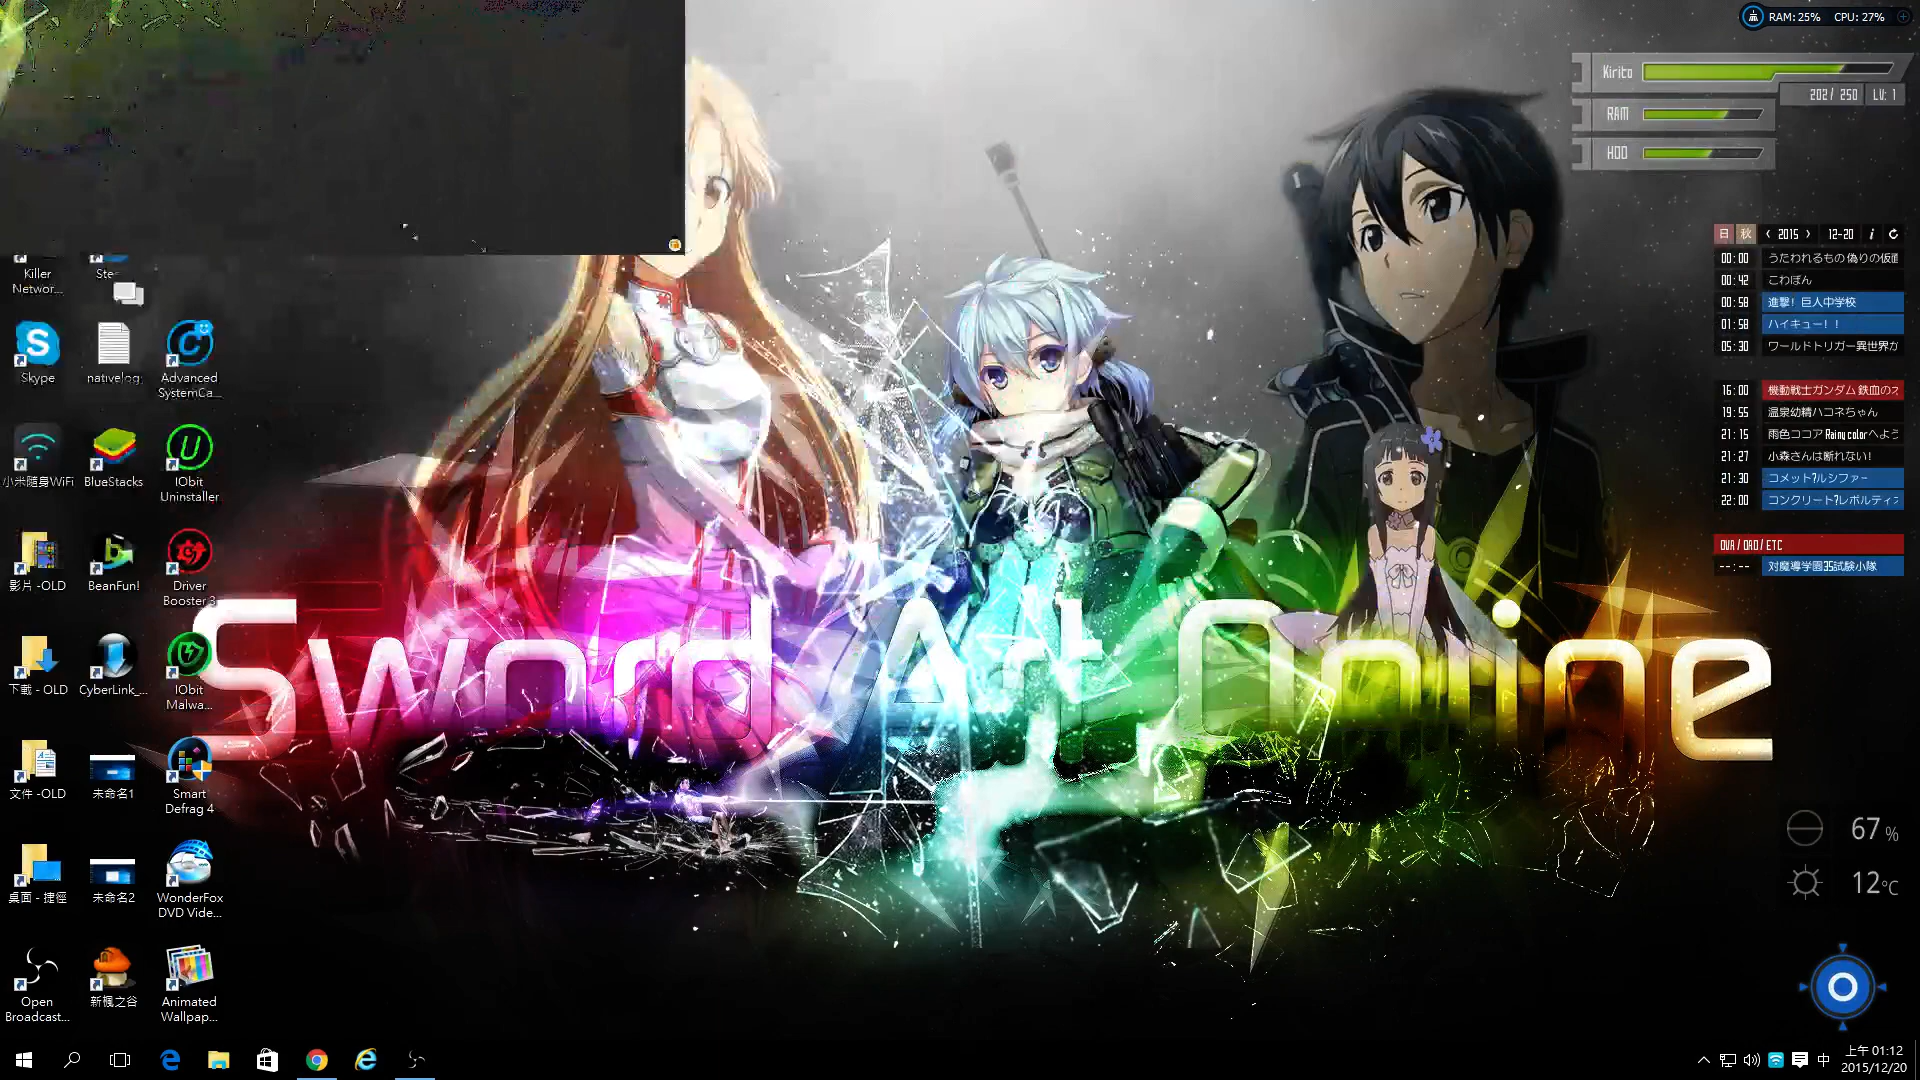 RAM: 25% CPU: 27%
Kirito
202/ 250 LV: 1
RAM
HDD
日 秋 < 2015 > 12-20 i
00:00 うたわれるもの 偽りの仮面
00:42 こわぼん
00:58 進撃! 巨人中学校
01:58 ハイキュー!!
05:30 ワールドトリガー異世界か
16:00 機動戦士ガンダム 鉄血のオ
19:55 温泉幼精ハコネちゃん
21:15 雨色ココア Rainy colorへよう
21:27 小森さんは断れない!
21:30 コメット?ルシファー
22:00 コンクリート?レボルティオ
OVA / OAD / ETC
--:-- 対魔導学園35試験小隊
67 %
12°C
Killer
Networ...
Ste
Skype
nativelog
Advanced
SystemCa...
小米隨身WiFi
BlueStacks
IObit
Uninstaller
影片 -OLD
BeanFun!
Driver
Booster 3
下載 - OLD
CyberLink_...
IObit
Malwa...
文件 -OLD
未命名1
Smart
Defrag 4
桌面 - 捷徑
未命名2
WonderFox
DVD Vide...
Open
Broadcast...
新楓之谷
Animated
Wallpap...
Sword Art Online
中
上午 01:12
2015/12/20